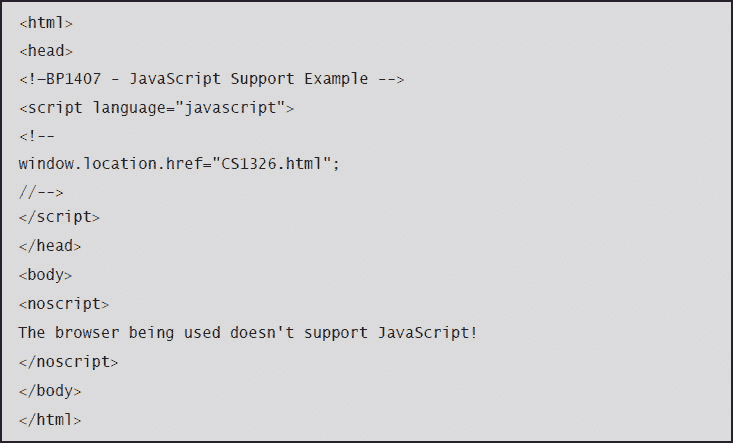 <html>
<head>
<!–BP1407 - JavaScript Support Example -->
<script language="javascript">
<!--
window.location.href="CS1326.html";
//-->
</script>
</head>
<body>
<noscript>
The browser being used doesn't support JavaScript!
</noscript>
</body>
</html>